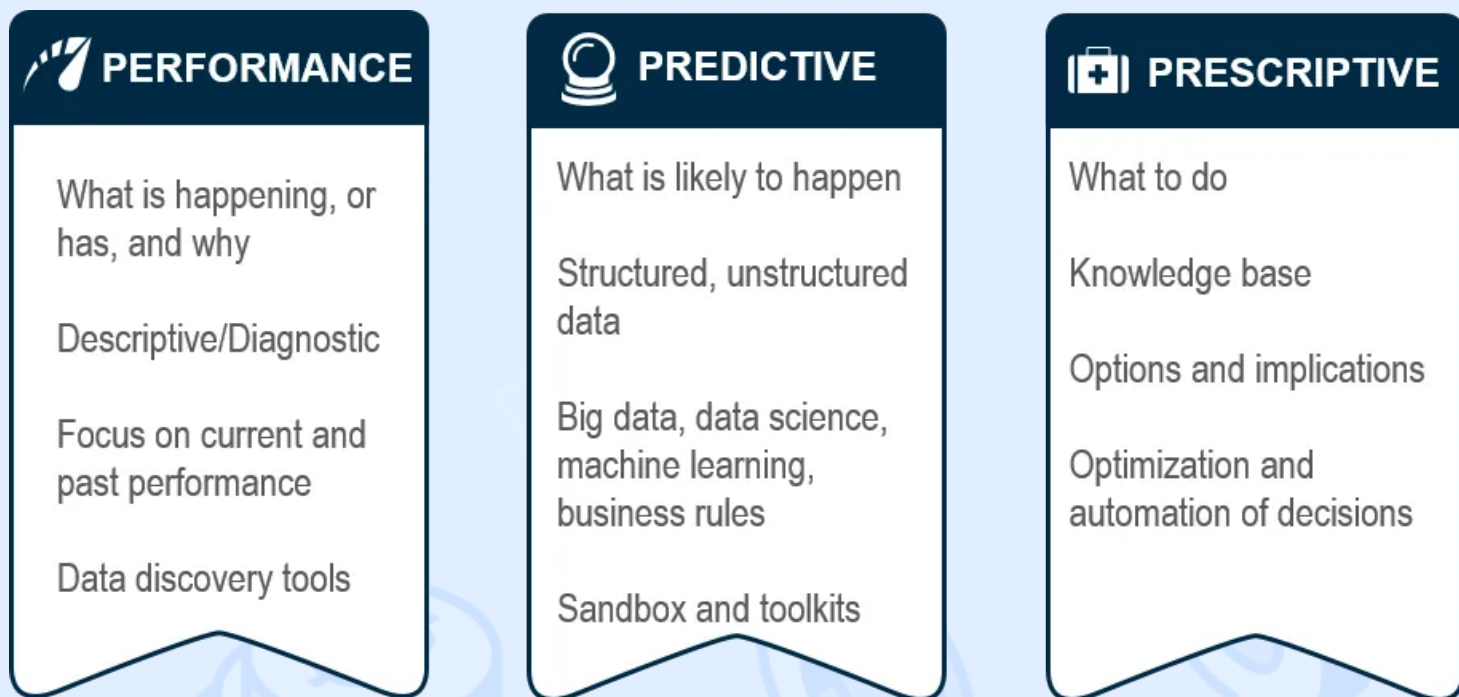 PERFORMANCE
What is happening, or
has, and why
Descriptive/Diagnostic
Focus on current and
past performance
Data discovery tools
PREDICTIVE
What is likely to happen
Structured, unstructured
data
Big data, data science,
machine learning,
business rules
Sandbox and toolkits
PRESCRIPTIVE
What to do
Knowledge base
Options and implications
Optimization and
automation of decisions